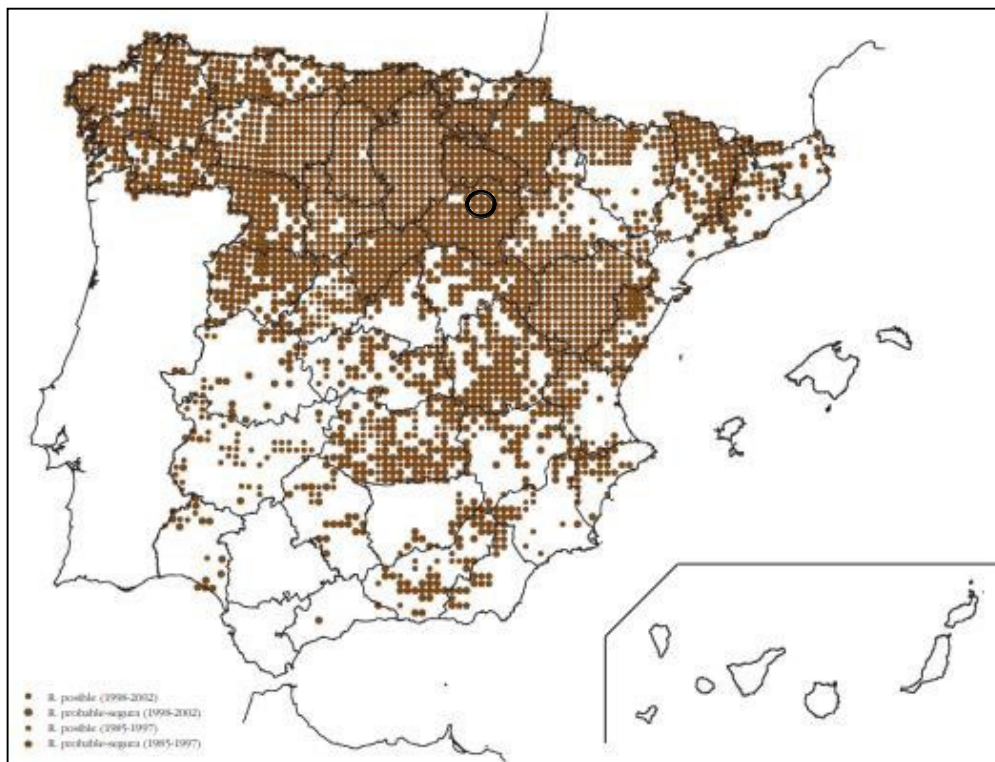 R. posible (1998-2002)
R. probable-segura (1998-2002)
R. posible (1985-1997)
R. probable-segura (1985-1997)